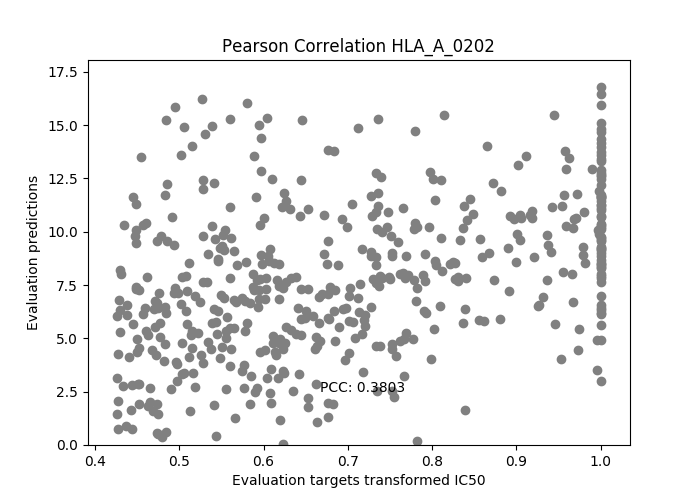 Pearson Correlation HLA_A_0202
17.5
15.0
12.5
10.0
7.5
5.0
2.5
0.0
Evaluation predictions
PCC: 0.3803
0.4 0.5 0.6 0.7 0.8 0.9 1.0
Evaluation targets transformed IC50